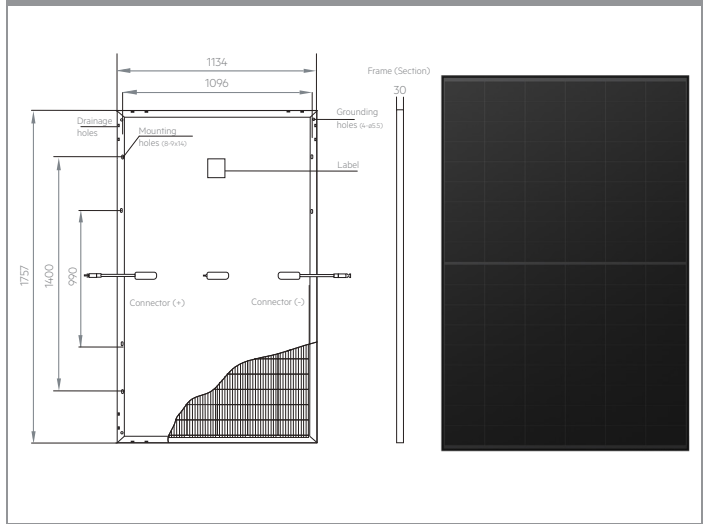 1134
1096
Frame (Section)
30
Drainage
holes
Mounting
holes (8-9x14)
Grounding
holes (4-ø5.5)
Label
1757
1400
990
Connector (+)
Connector (-)